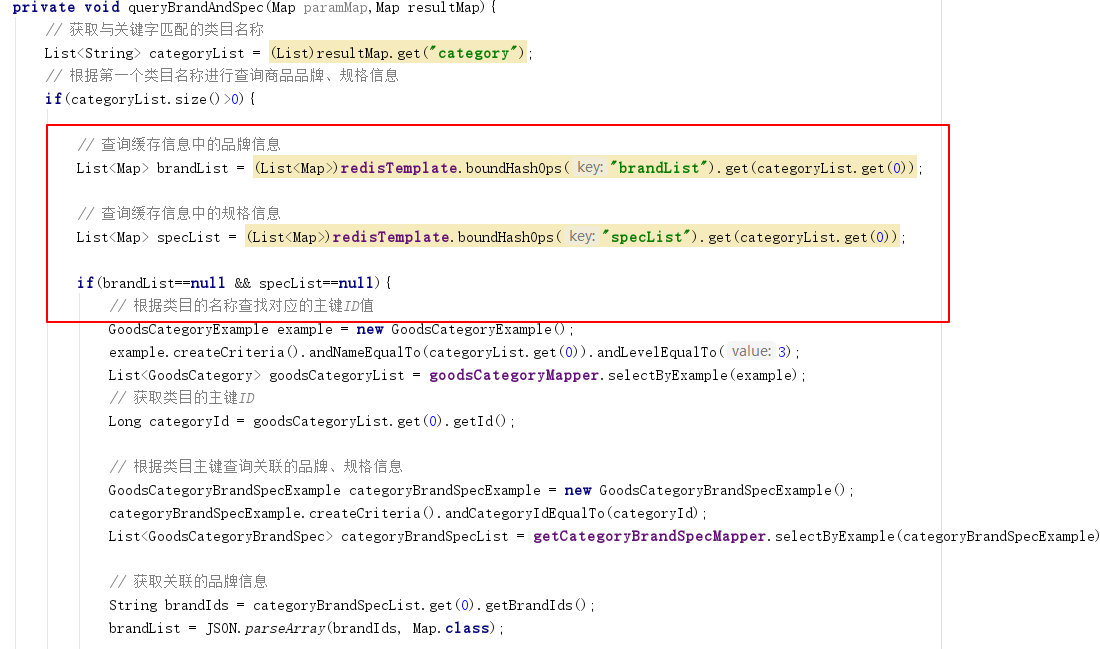 private void queryBrandAndSpec(Map paramMap,Map resultMap){
// 获取与关键字匹配的类目名称
List<String> categoryList = (List)resultMap.get("category");
// 根据第一个类目名称进行查询商品品牌、规格信息
if(categoryList.size()>0){
// 查询缓存信息中的品牌信息
List<Map> brandList = (List<Map>)redisTemplate.boundHashOps( key: "brandList").get(categoryList.get(0));
// 查询缓存信息中的规格信息
List<Map> specList = (List<Map>)redisTemplate.boundHashOps( key: "specList").get(categoryList.get(0));
if(brandList==null && specList==null){
// 根据类目的名称查找对应的主键ID值
GoodsCategoryExample example = new GoodsCategoryExample();
example.createCriteria().andNameEqualTo(categoryList.get(0)).andLevelEqualTo( value: 3);
List<GoodsCategory> goodsCategoryList = goodsCategoryMapper.selectByExample(example);
// 获取类目的主键ID
Long categoryId = goodsCategoryList.get(0).getId();
// 根据类目主键查询关联的品牌、规格信息
GoodsCategoryBrandSpecExample categoryBrandSpecExample = new GoodsCategoryBrandSpecExample();
categoryBrandSpecExample.createCriteria().andCategoryIdEqualTo(categoryId);
List<GoodsCategoryBrandSpec> categoryBrandSpecList = getCategoryBrandSpecMapper.selectByExample(categoryBrandSpecExample)
// 获取关联的品牌信息
String brandIds = categoryBrandSpecList.get(0).getBrandIds();
brandList = JSON.parseArray(brandIds, Map.class);